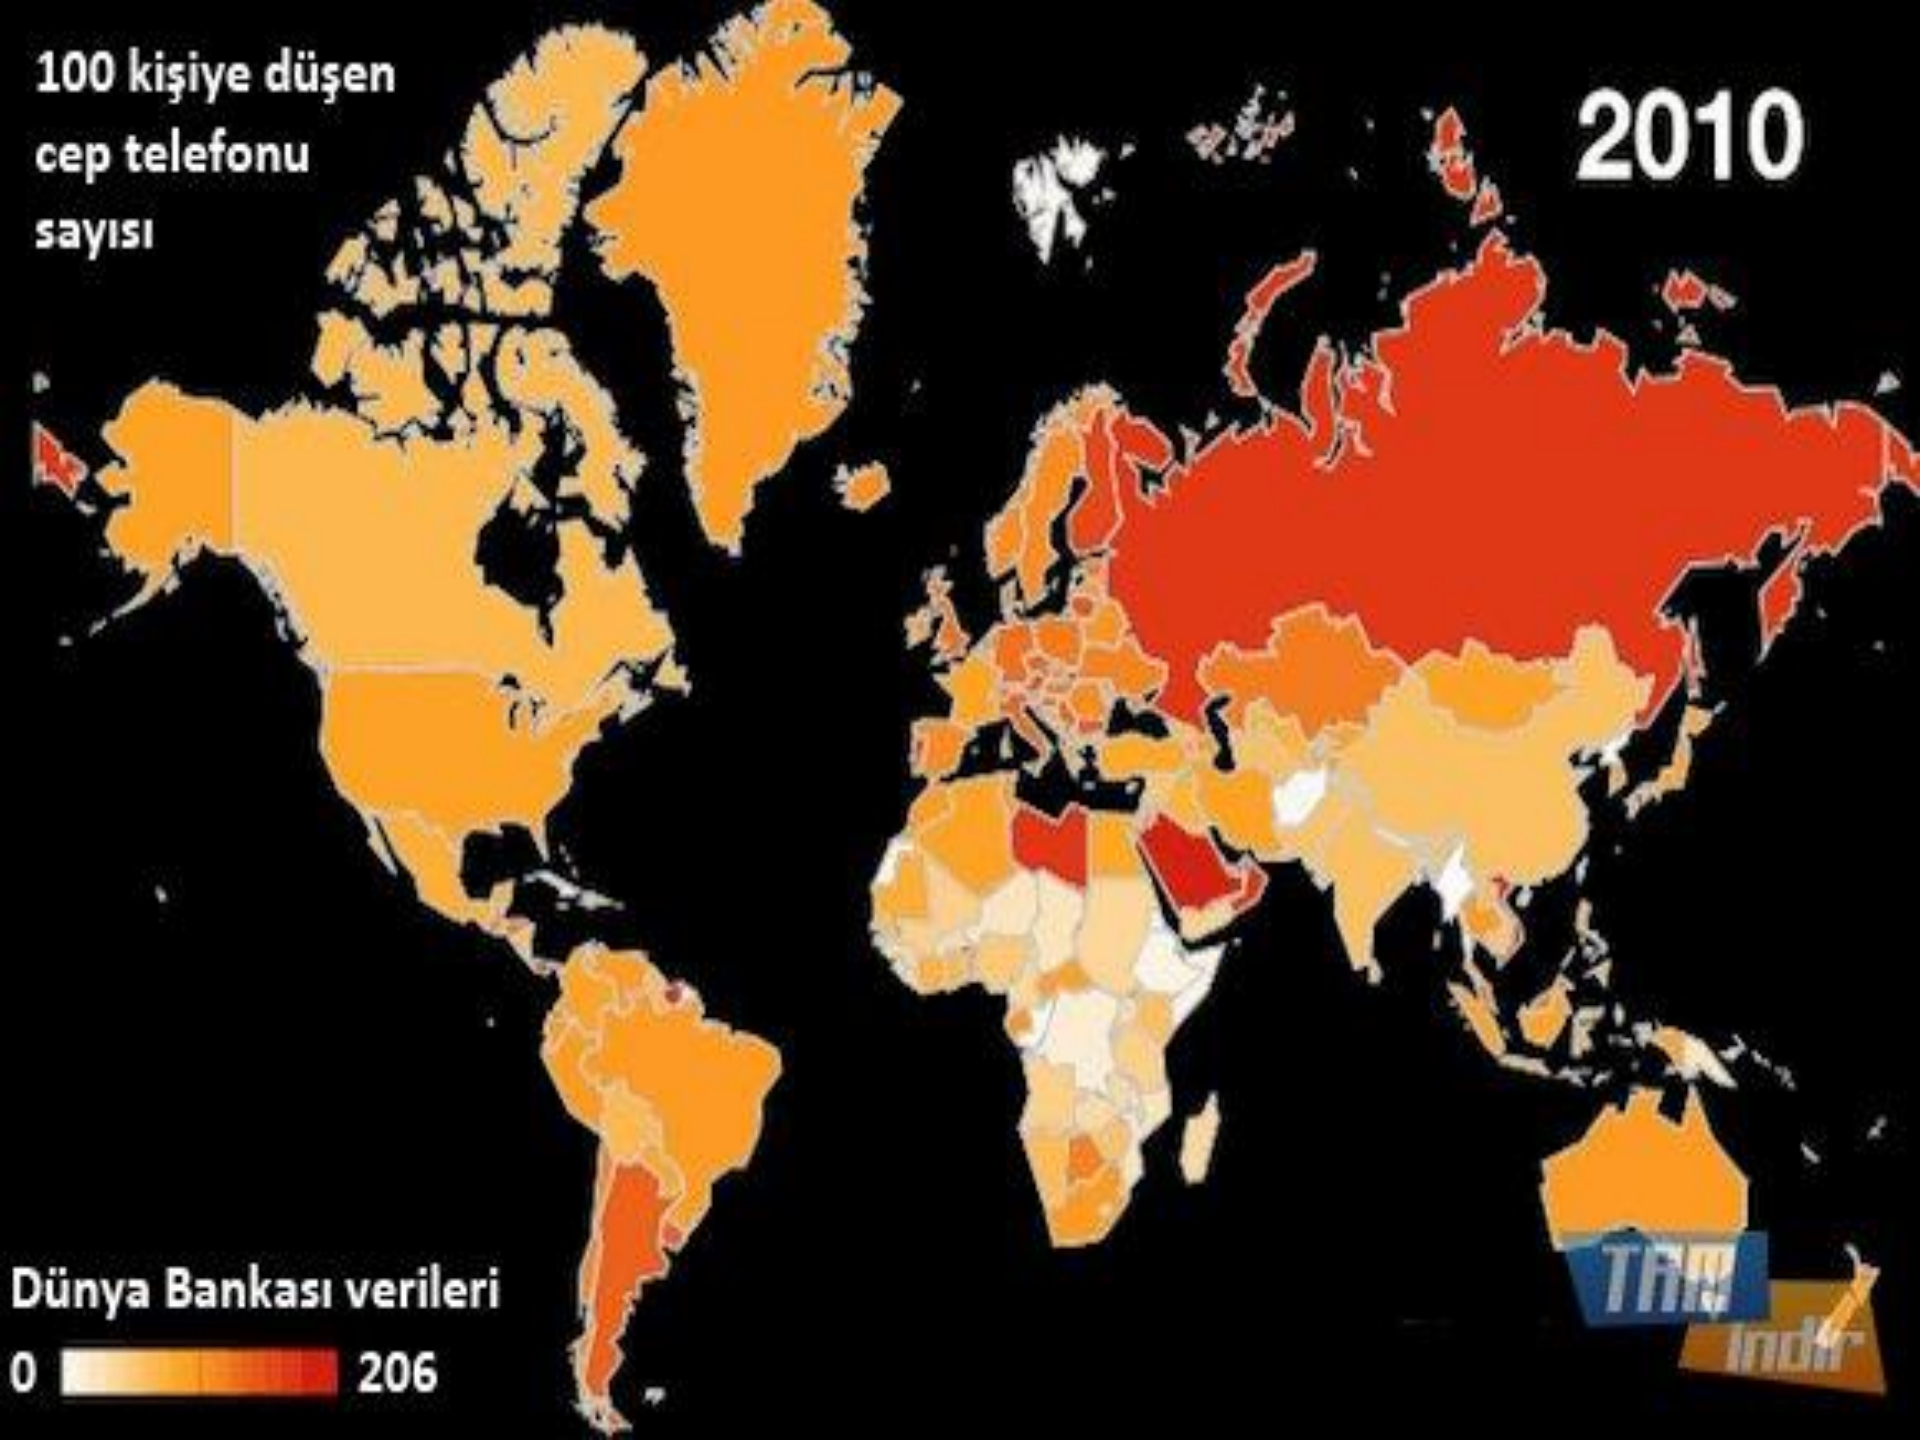 100 kişiye düşen
cep telefonu
sayısı
2010
Dünya Bankası verileri
0 206
TAM
indir